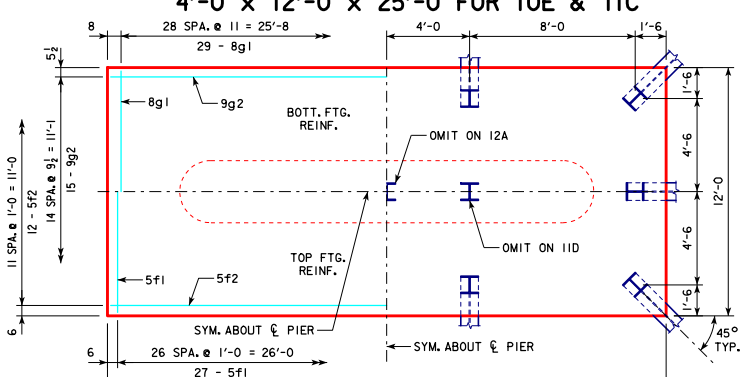 4'-0 x 12'-0 x 25'-0 FOR 10E & 11C
8
28 SPA. @ 11 = 25'-8
29 - 8g1
4'-0
8'-0
1'-6
5½
8g1
9g2
BOTT. FTG.
REINF.
OMIT ON 12A
1'-6
4'-6
11 SPA. @ 1'-0 = 11'-0
12 - 5f2
14 SPA. @ 9½ = 11'-1
15 - 9g2
12'-0
TOP FTG.
REINF.
OMIT ON 11D
4'-6
5f1
5f2
1'-6
6
SYM. ABOUT ℄ PIER
SYM. ABOUT ℄ PIER
45°
TYP.
6
26 SPA. @ 1'-0 = 26'-0
27 - 5f1